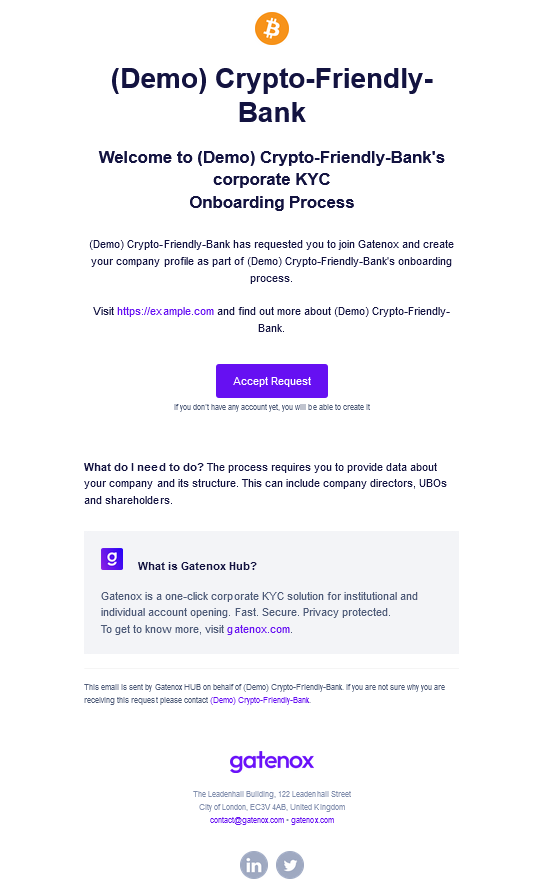 (Demo) Crypto-Friendly-
Bank
Welcome to (Demo) Crypto-Friendly-Bank's
corporate KYC
Onboarding Process
(Demo) Crypto-Friendly-Bank has requested you to join Gatenox and create
your company profile as part of (Demo) Crypto-Friendly-Bank's onboarding
process.
Visit https://example.com and find out more about (Demo) Crypto-Friendly-
Bank.
Accept Request
If you don't have any account yet, you will be able to create it
What do I need to do? The process requires you to provide data about
your company and its structure. This can include company directors, UBOs
and shareholders.
g
What is Gatenox Hub?
Gatenox is a one-click corporate KYC solution for institutional and
individual account opening. Fast. Secure. Privacy protected.
To get to know more, visit gatenox.com.
This email is sent by Gatenox HUB on behalf of (Demo) Crypto-Friendly-Bank. If you are not sure why you are
receiving this request please contact (Demo) Crypto-Friendly-Bank.
gatenox
The Leadenhall Building, 122 Leadenhall Street
City of London, EC3V 4AB, United Kingdom
contact@gatenox.com • gatenox.com
in